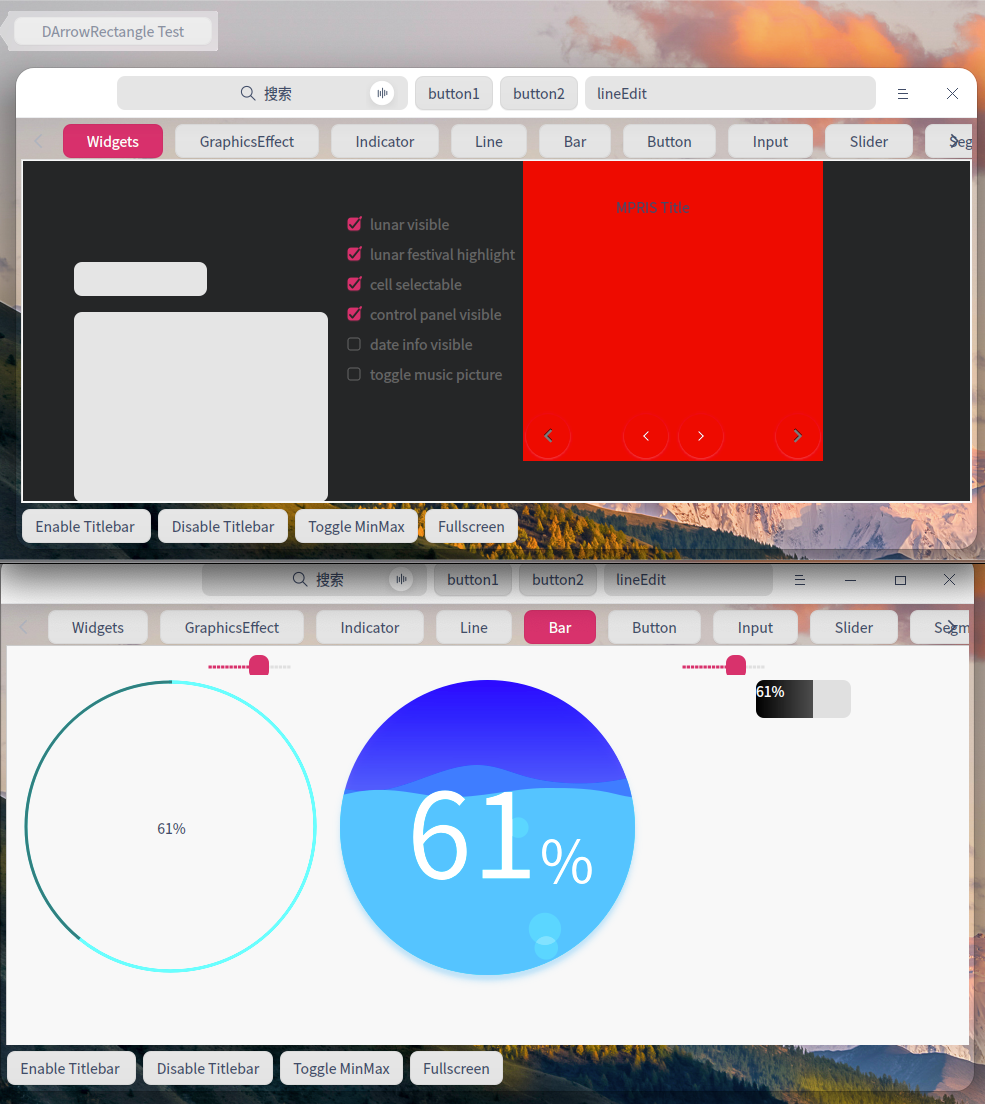 DArrowRectangle Test
搜索 button1 button2 lineEdit
Widgets GraphicsEffect Indicator Line Bar Button Input Slider Seg
MPRIS Title
lunar visible
lunar festival highlight
cell selectable
control panel visible
date info visible
toggle music picture
Enable Titlebar Disable Titlebar Toggle MinMax Fullscreen
搜索 button1 button2 lineEdit
Widgets GraphicsEffect Indicator Line Bar Button Input Slider Segm
61%
61%
61%
Enable Titlebar Disable Titlebar Toggle MinMax Fullscreen